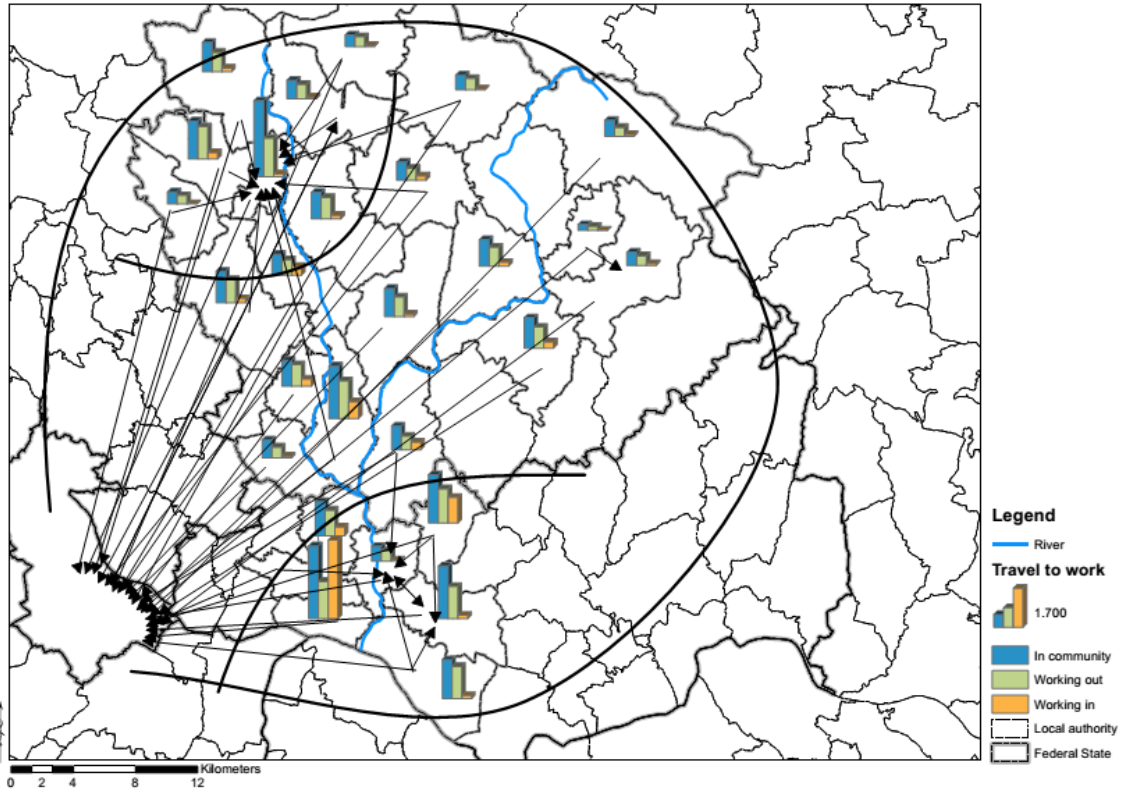 Legend
River
Travel to work
1.700
In community
Working out
Working in
Local authority
Federal State
Kilometers
0 2 4 8 12